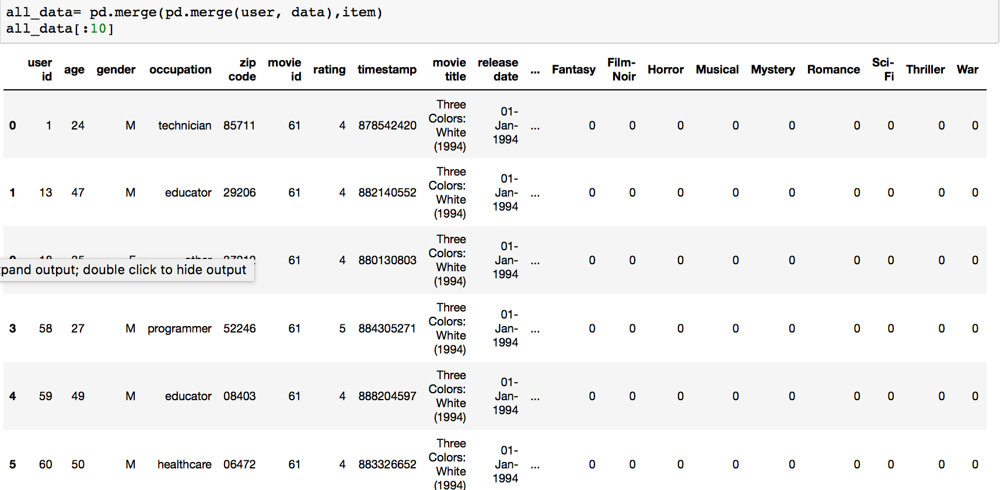 all_data= pd.merge(pd.merge(user, data),item)
all_data[:10]
user id age gender occupation zip code movie id rating timestamp movie title release date ... Fantasy Film-Noir Horror Musical Mystery Romance Sci-Fi Thriller War
0 1 24 M technician 85711 61 4 878542420 Three Colors: White (1994) 01-Jan-1994 ... 0 0 0 0 0 0 0 0 0
1 13 47 M educator 29206 61 4 882140552 Three Colors: White (1994) 01-Jan-1994 ... 0 0 0 0 0 0 0 0 0
61 4 880130803 Three Colors: White (1994) 01-Jan-1994 ... 0 0 0 0 0 0 0 0 0
pand output; double click to hide output
3 58 27 M programmer 52246 61 5 884305271 Three Colors: White (1994) 01-Jan-1994 ... 0 0 0 0 0 0 0 0 0
4 59 49 M educator 08403 61 4 888204597 Three Colors: White (1994) 01-Jan-1994 ... 0 0 0 0 0 0 0 0 0
5 60 50 M healthcare 06472 61 4 883326652 Three Colors: White (1994) 01-Jan-1994 ... 0 0 0 0 0 0 0 0 0